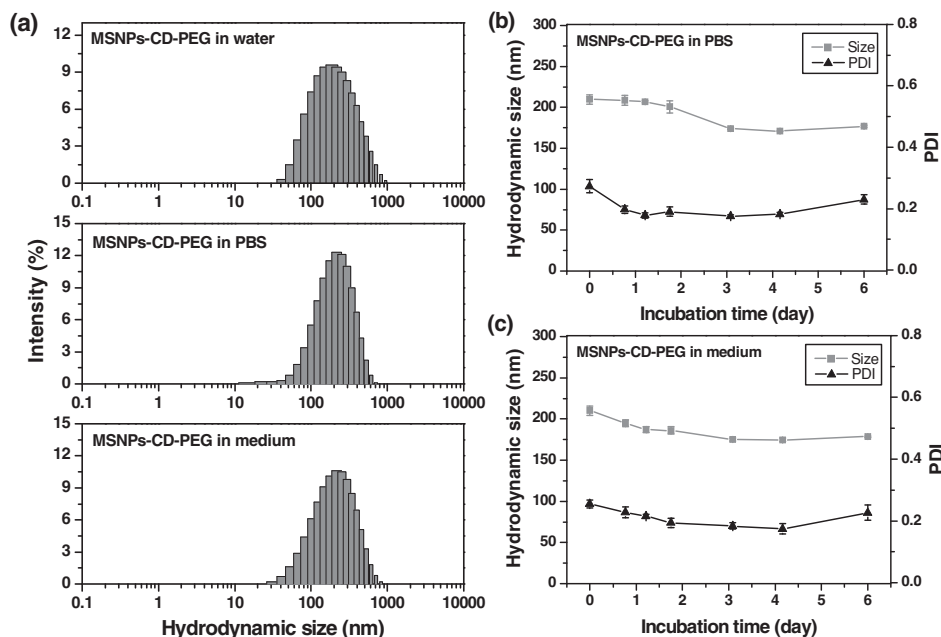 (a)
MSNPs-CD-PEG in water
12
9
6
3
0
0.1 1 10 100 1000 10000
MSNPs-CD-PEG in PBS
15
12
9
6
3
0
0.1 1 10 100 1000 10000
MSNPs-CD-PEG in medium
15
12
9
6
3
0
0.1 1 10 100 1000 10000
Intensity (%)
Hydrodynamic size (nm)
(b)
MSNPs-CD-PEG in PBS
Size
PDI
300
250
200
150
100
50
0
Hydrodynamic size (nm)
0.8
0.6
0.4
0.2
0.0
PDI
0 1 2 3 4 5 6
Incubation time (day)
(c)
MSNPs-CD-PEG in medium
Size
PDI
300
250
200
150
100
50
0
Hydrodynamic size (nm)
0.8
0.6
0.4
0.2
0.0
PDI
0 1 2 3 4 5 6
Incubation time (day)